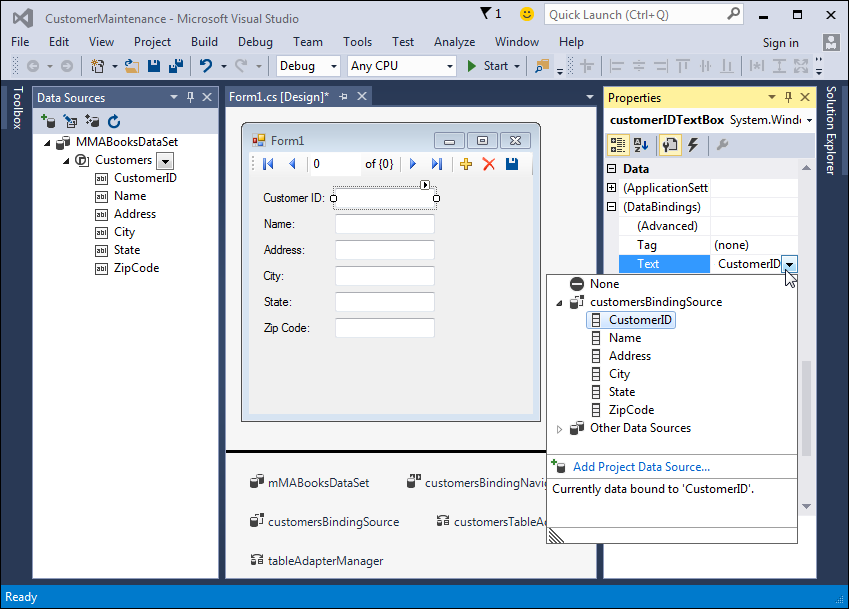 CustomerMaintenance - Microsoft Visual Studio
1
Quick Launch (Ctrl+Q)
File Edit View Project Build Debug Team Tools Test Analyze Window Help
Sign in
Debug Any CPU Start
Toolbox
Data Sources
MMABooksDataSet
Customers
CustomerID
Name
Address
City
State
ZipCode
Form1.cs [Design]*
Form1
0 of {0}
Customer ID:
Name:
Address:
City:
State:
Zip Code:
mMABooksDataSet customersBindingNavi
customersBindingSource customersTableAd
tableAdapterManager
Properties
customerIDTextBox System.Windo
Data
(ApplicationSett
(DataBindings)
(Advanced)
Tag (none)
Text CustomerID
None
customersBindingSource
CustomerID
Name
Address
City
State
ZipCode
Other Data Sources
Add Project Data Source...
Currently data bound to 'CustomerID'.
Solution Explorer
Ready